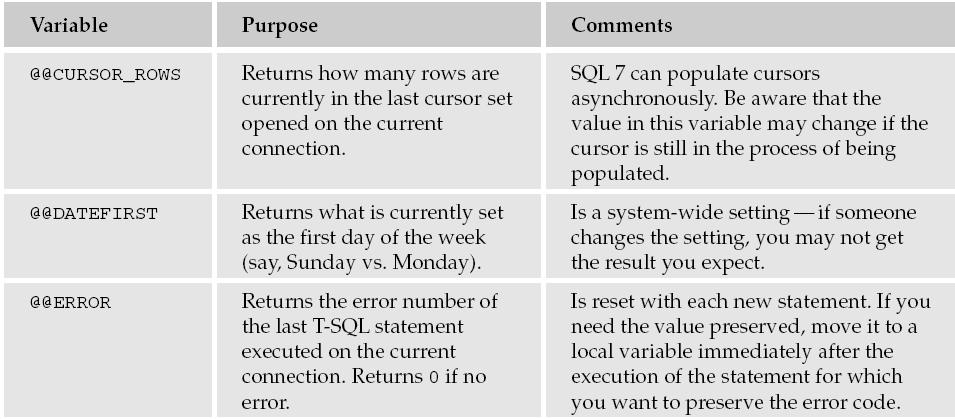 Variable
Purpose
Comments
@@CURSOR_ROWS
Returns how many rows are
currently in the last cursor set
opened on the current
connection.
SQL 7 can populate cursors
asynchronously. Be aware that the
value in this variable may change if the
cursor is still in the process of being
populated.
@@DATEFIRST
Returns what is currently set
as the first day of the week
(say, Sunday vs. Monday).
Is a system-wide setting — if someone
changes the setting, you may not get
the result you expect.
@@ERROR
Returns the error number of
the last T-SQL statement
executed on the current
connection. Returns 0 if no
error.
Is reset with each new statement. If you
need the value preserved, move it to a
local variable immediately after the
execution of the statement for which
you want to preserve the error code.